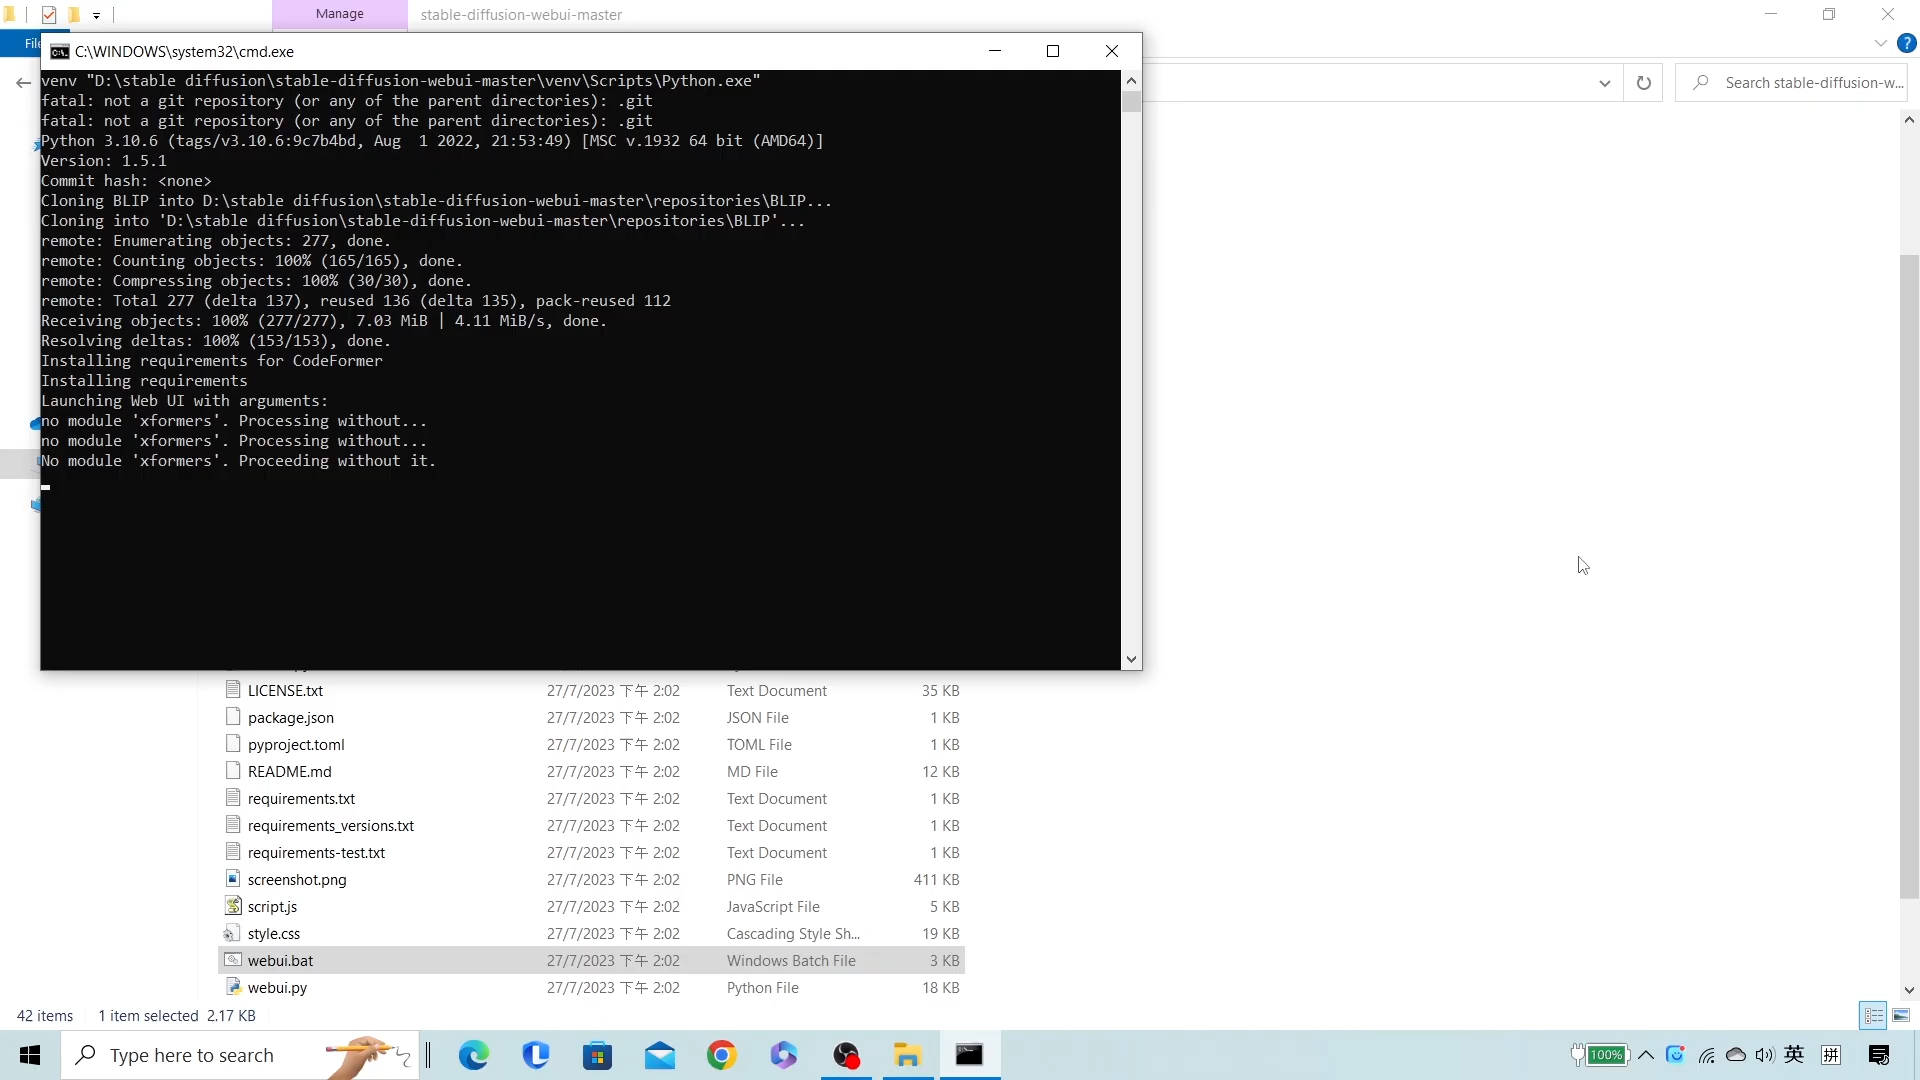 Manage
stable-diffusion-webui-master
File
C:\WINDOWS\system32\cmd.exe
Search stable-diffusion-w...
venv "D:\stable diffusion\stable-diffusion-webui-master\venv\Scripts\Python.exe"
fatal: not a git repository (or any of the parent directories): .git
fatal: not a git repository (or any of the parent directories): .git
Python 3.10.6 (tags/v3.10.6:9c7b4bd, Aug  1 2022, 21:53:49) [MSC v.1932 64 bit (AMD64)]
Version: 1.5.1
Commit hash: <none>
Cloning BLIP into D:\stable diffusion\stable-diffusion-webui-master\repositories\BLIP...
Cloning into 'D:\stable diffusion\stable-diffusion-webui-master\repositories\BLIP'...
remote: Enumerating objects: 277, done.
remote: Counting objects: 100% (165/165), done.
remote: Compressing objects: 100% (30/30), done.
remote: Total 277 (delta 137), reused 136 (delta 135), pack-reused 112
Receiving objects: 100% (277/277), 7.03 MiB | 4.11 MiB/s, done.
Resolving deltas: 100% (153/153), done.
Installing requirements for CodeFormer
Installing requirements
Launching Web UI with arguments:
no module 'xformers'. Processing without...
no module 'xformers'. Processing without...
No module 'xformers'. Proceeding without it.
LICENSE.txt 27/7/2023 下午 2:02 Text Document 35 KB
package.json 27/7/2023 下午 2:02 JSON File 1 KB
pyproject.toml 27/7/2023 下午 2:02 TOML File 1 KB
README.md 27/7/2023 下午 2:02 MD File 12 KB
requirements.txt 27/7/2023 下午 2:02 Text Document 1 KB
requirements_versions.txt 27/7/2023 下午 2:02 Text Document 1 KB
requirements-test.txt 27/7/2023 下午 2:02 Text Document 1 KB
screenshot.png 27/7/2023 下午 2:02 PNG File 411 KB
script.js 27/7/2023 下午 2:02 JavaScript File 5 KB
style.css 27/7/2023 下午 2:02 Cascading Style Sh... 19 KB
webui.bat 27/7/2023 下午 2:02 Windows Batch File 3 KB
webui.py 27/7/2023 下午 2:02 Python File 18 KB
42 items 1 item selected 2.17 KB
Type here to search 100% 英 拼